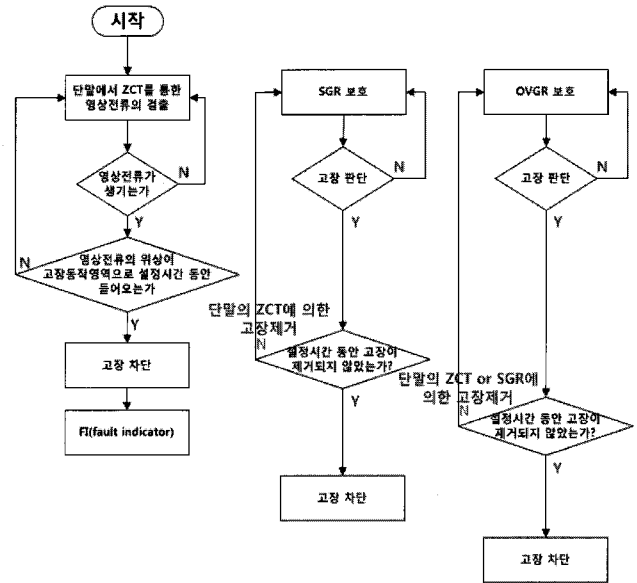 시작
단말에서 ZCT를 통한
영상전류의 검출
영상전류가
생기는가
N
Y
영상전류의 위상이
고장동작영역으로 설정시간 동안
들어오는가
N
Y
고장 차단
FI(fault indicator)
SGR 보호
고장 판단
N
Y
단말의 ZCT에 의한
고장제거
N
설정시간 동안 고장이
제거되지 않았는가?
Y
고장 차단
OVGR 보호
고장 판단
N
Y
단말의 ZCT or SGR에
의한 고장제거
N
설정시간 동안 고장이
제거되지 않았는가?
Y
고장 차단